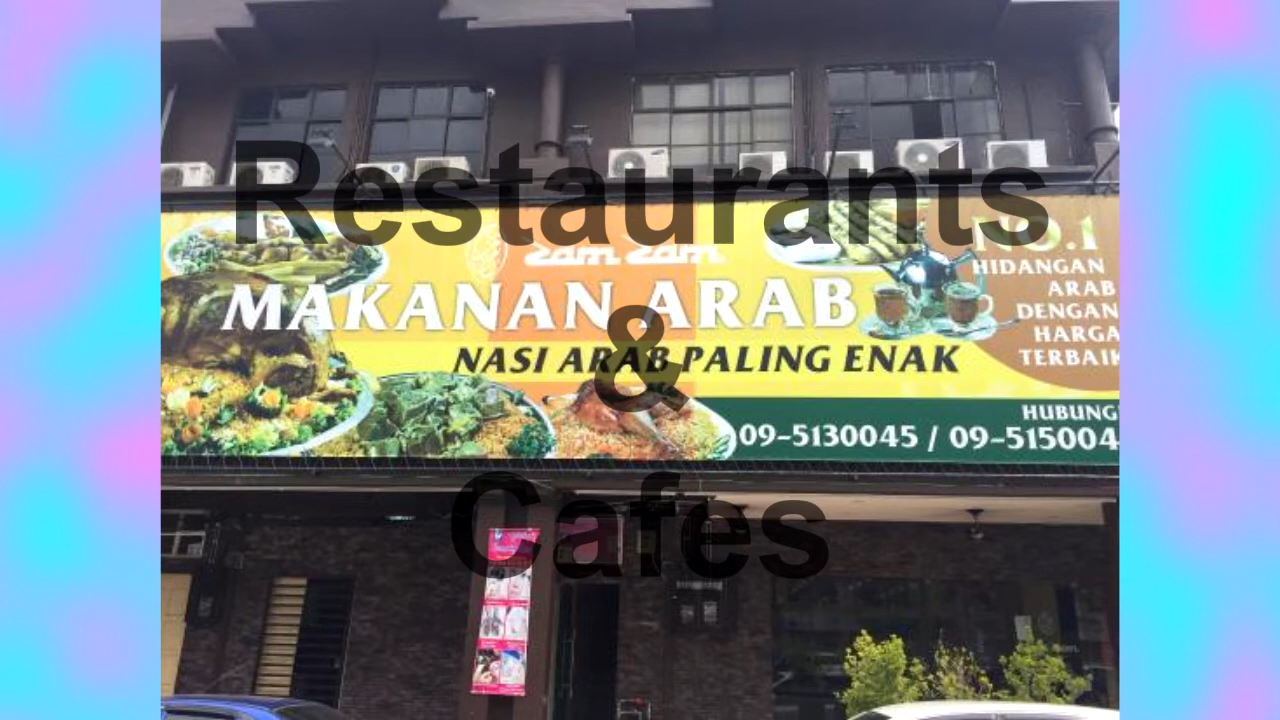 Restaurants
zam zam
MAKANAN ARAB
NASI ARAB PALING ENAK
NO.1
HIDANGAN
ARAB
DENGAN
HARGA
TERBAIK
&
HUBUNGI
09-5130045 / 09-515004
Cafes